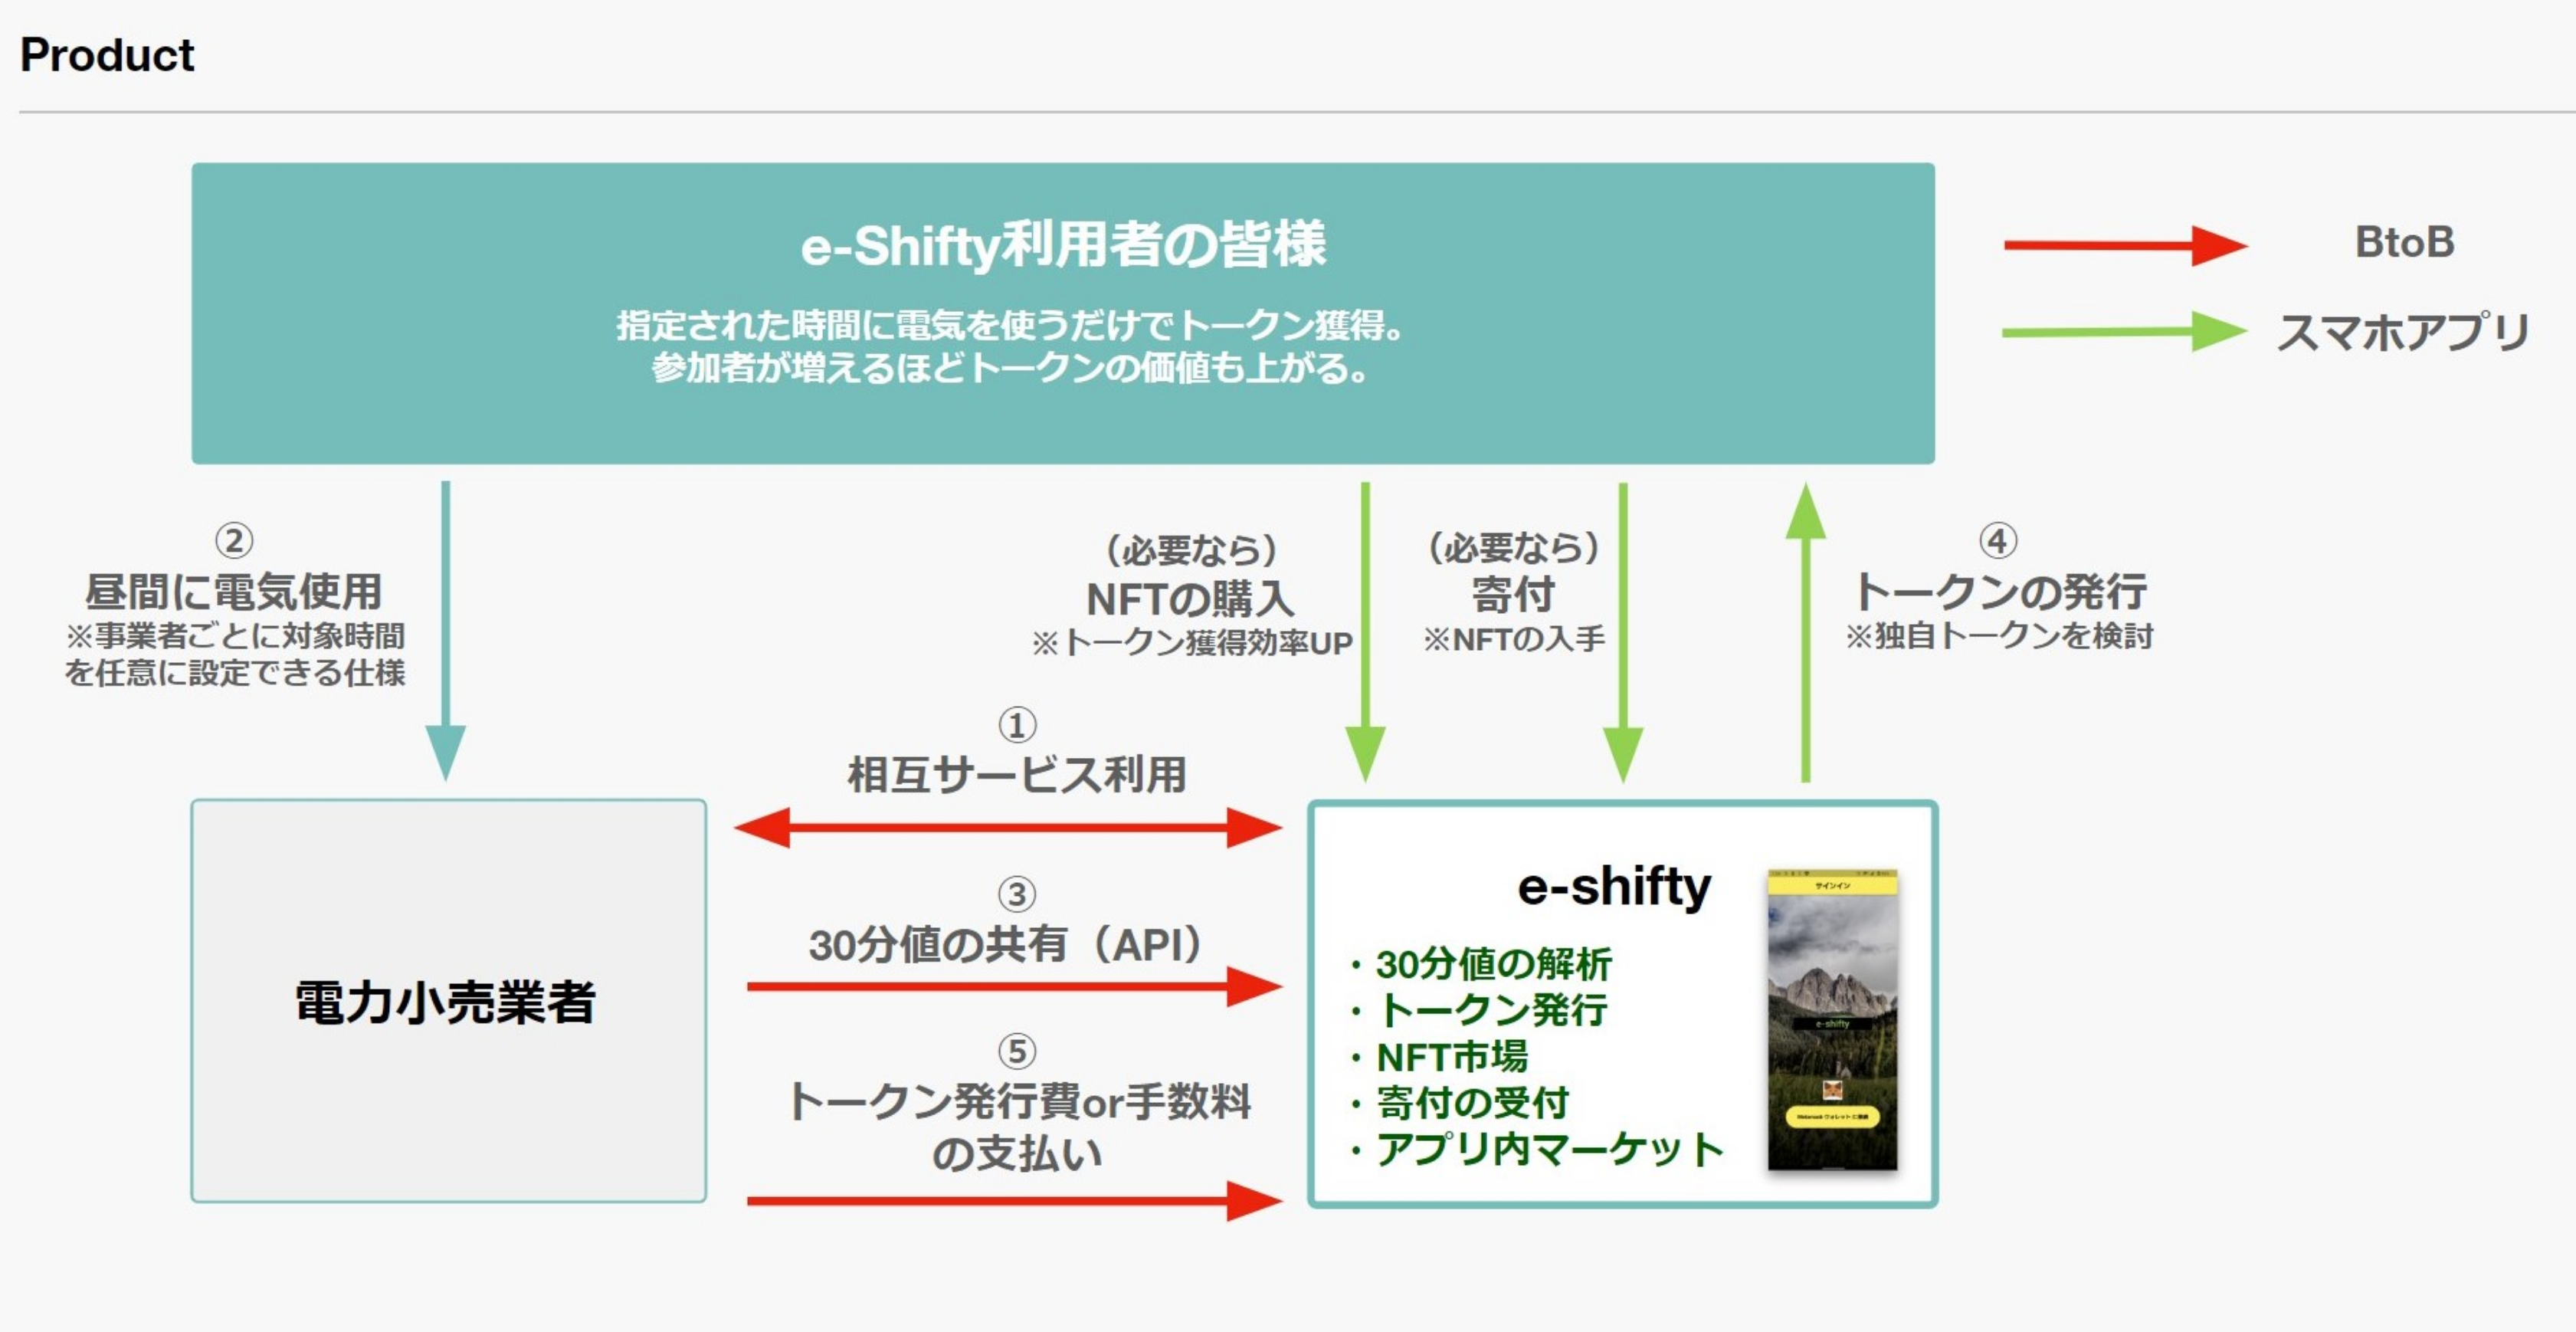 Product
e-Shifty利用者の皆様
指定された時間に電気を使うだけでトークン獲得。
参加者が増えるほどトークンの価値も上がる。
BtoB
スマホアプリ
②
昼間に電気使用
※事業者ごとに対象時間
を任意に設定できる仕様
（必要なら）
NFTの購入
※トークン獲得効率UP
（必要なら）
寄付
※NFTの入手
④
トークンの発行
※独自トークンを検討
①
相互サービス利用
③
30分値の共有（API）
⑤
トークン発行費or手数料
の支払い
電力小売業者
e-shifty
・30分値の解析
・トークン発行
・NFT市場
・寄付の受付
・アプリ内マーケット
サインイン
e-shifty